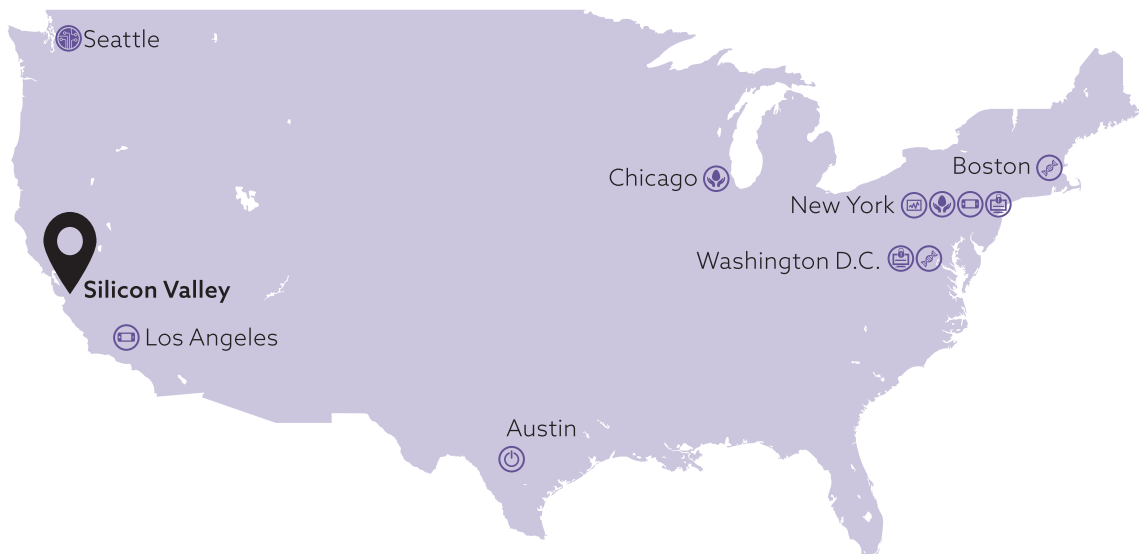 Seattle
Boston
Chicago
New York
Washington D.C.
Silicon Valley
Los Angeles
Austin